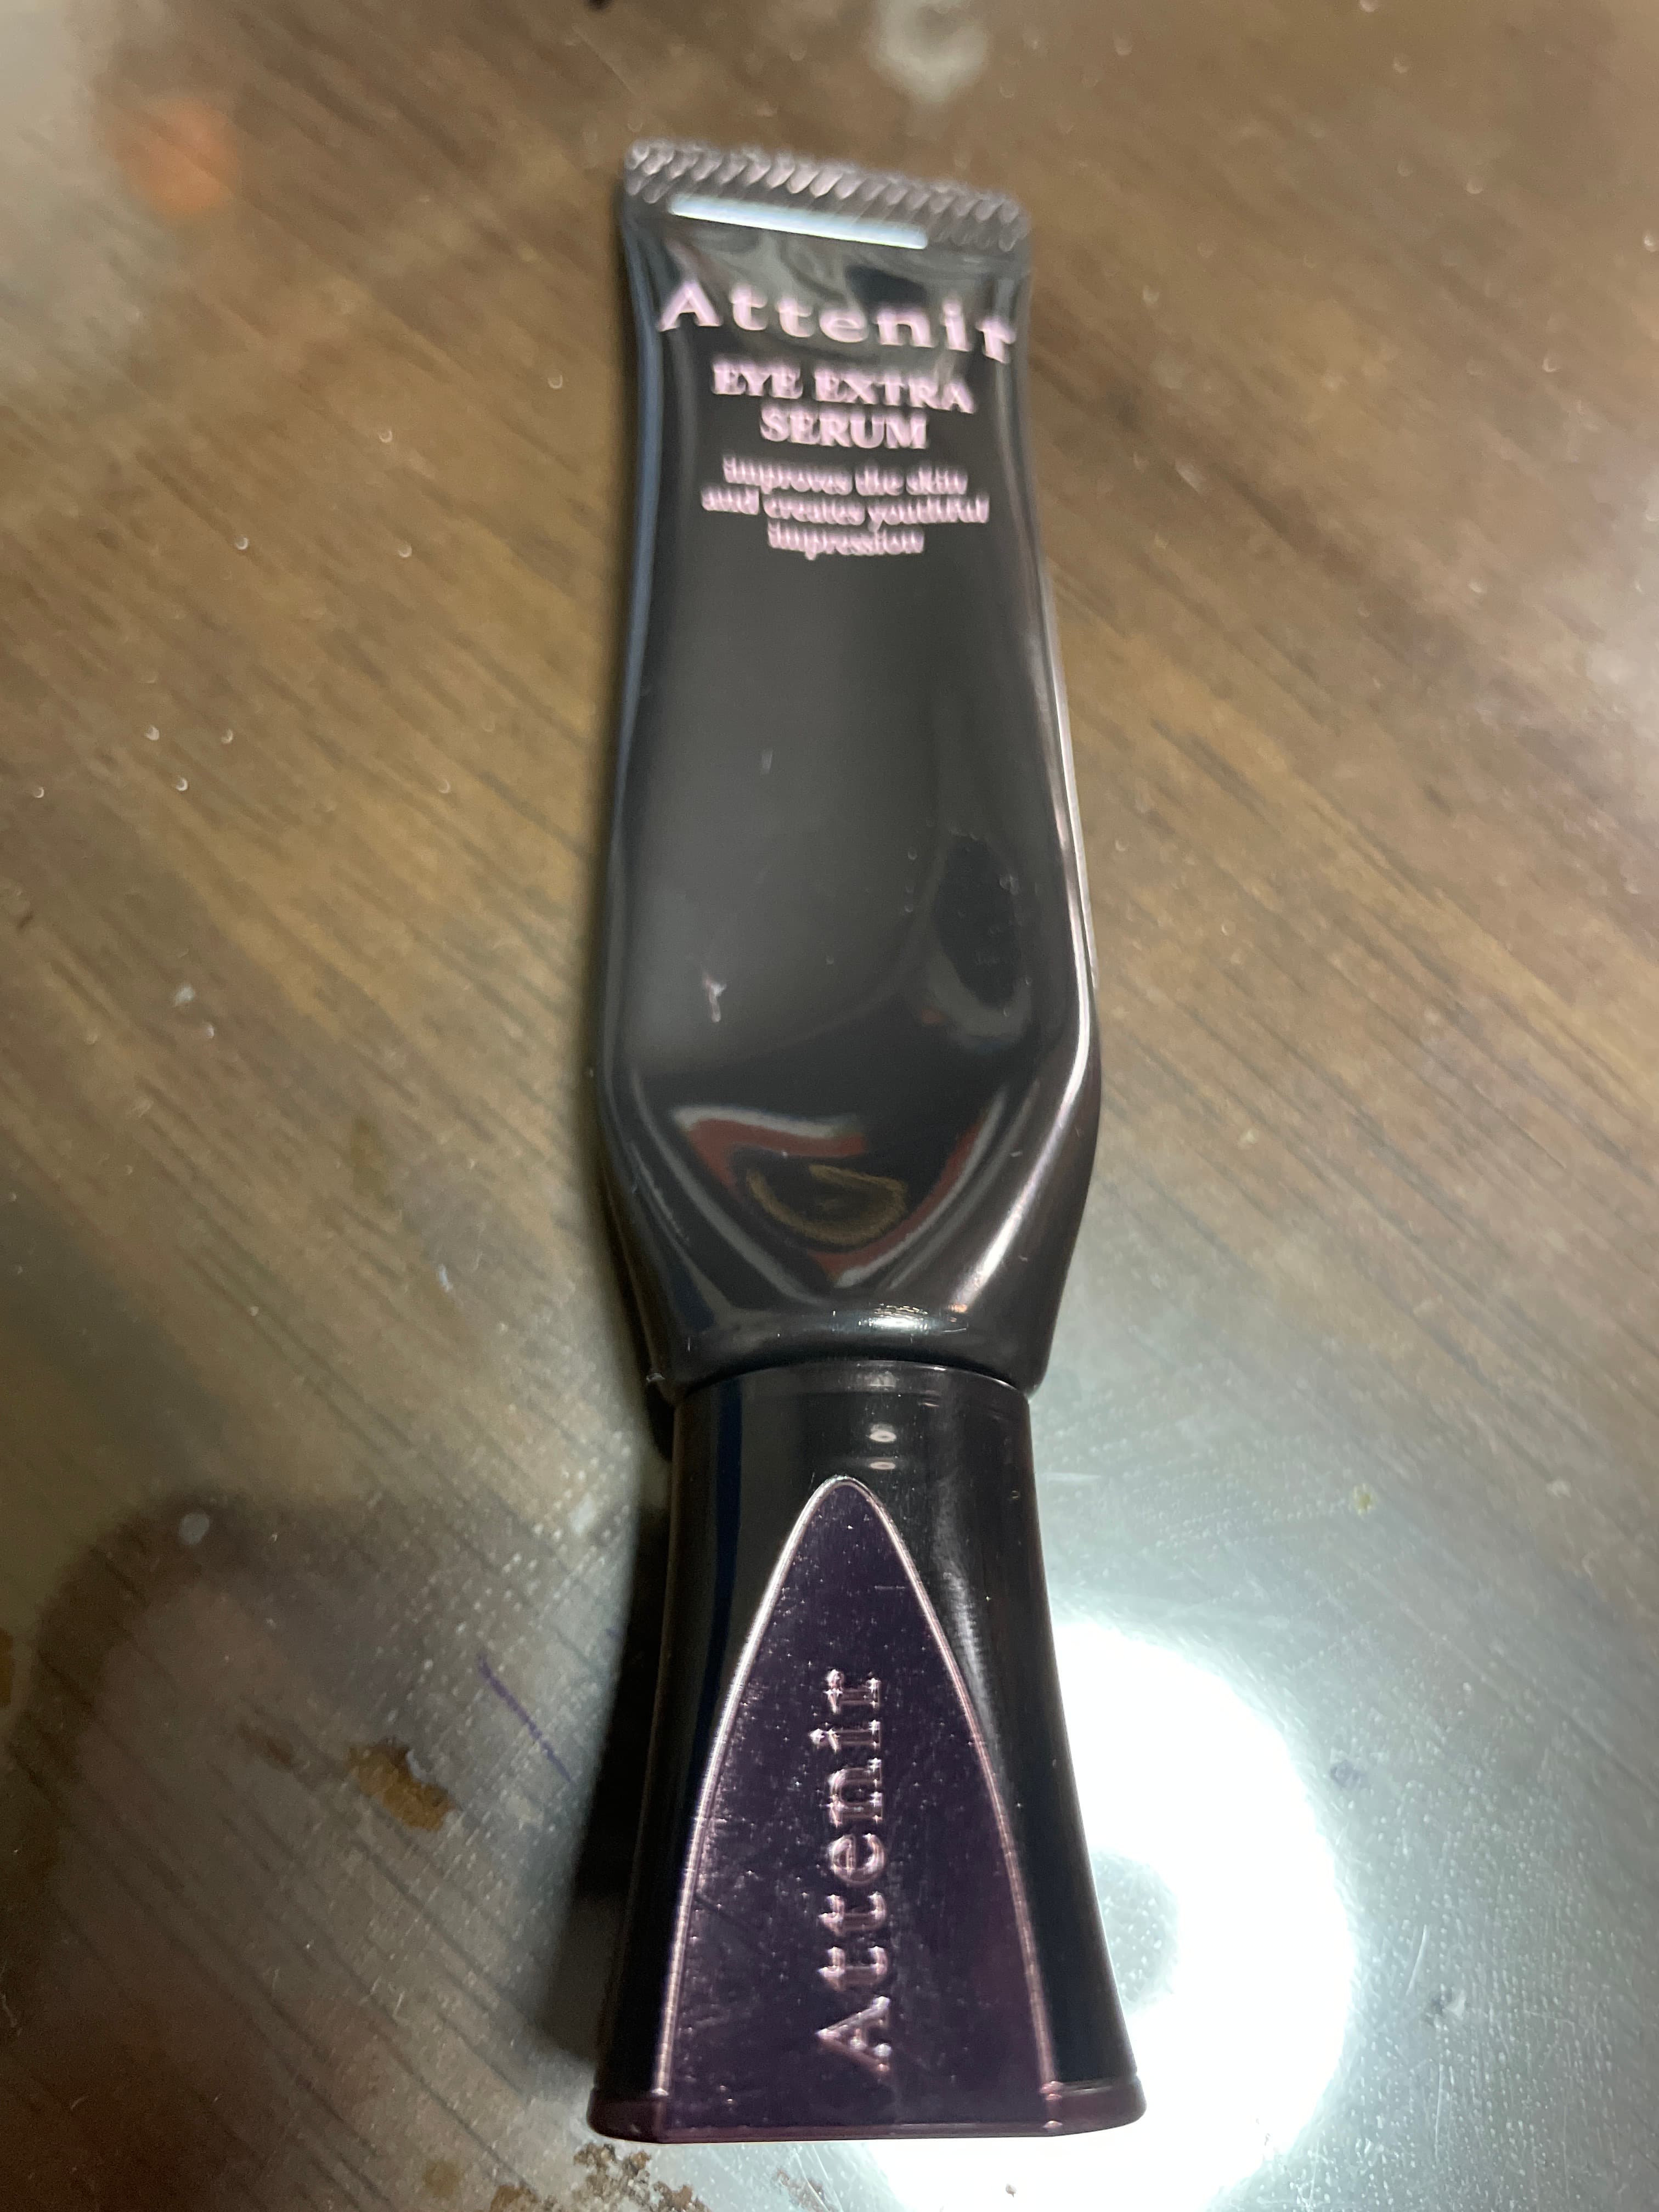 Attenir
EYE EXTRA
SERUM
improves the skin
and creates youthful
impression
Attenir